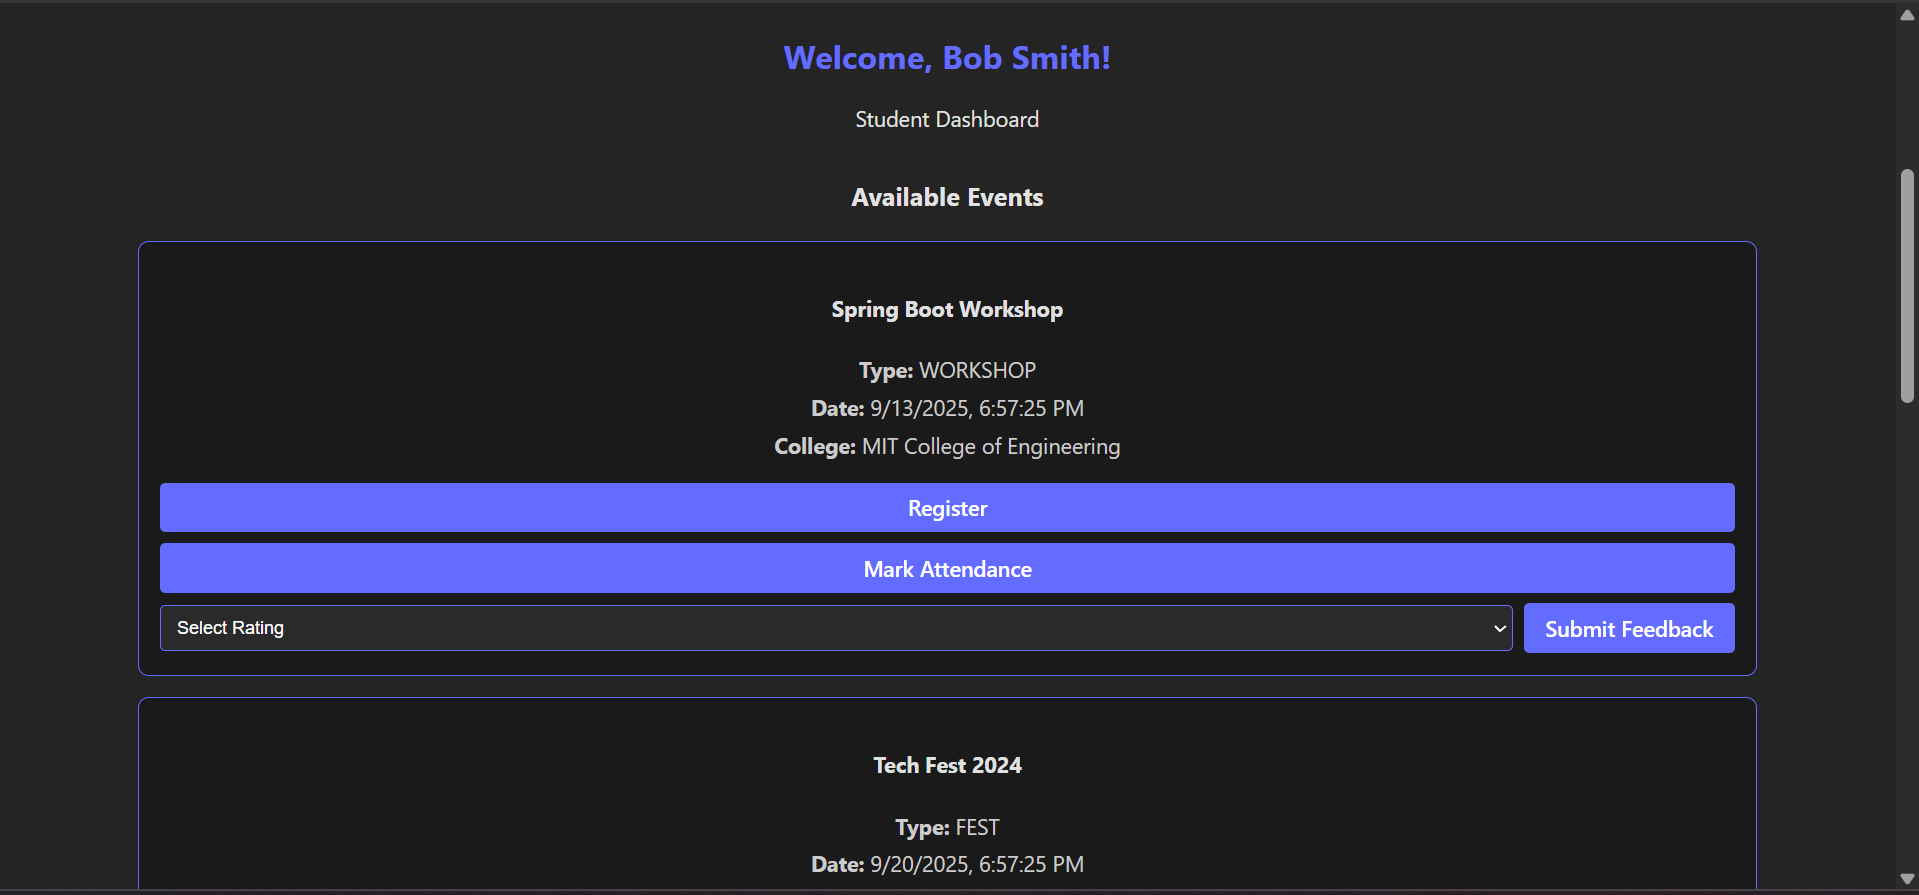 Welcome, Bob Smith!
Student Dashboard
Available Events
Spring Boot Workshop
Type: WORKSHOP
Date: 9/13/2025, 6:57:25 PM
College: MIT College of Engineering
Register
Mark Attendance
Select Rating
Submit Feedback
Tech Fest 2024
Type: FEST
Date: 9/20/2025, 6:57:25 PM